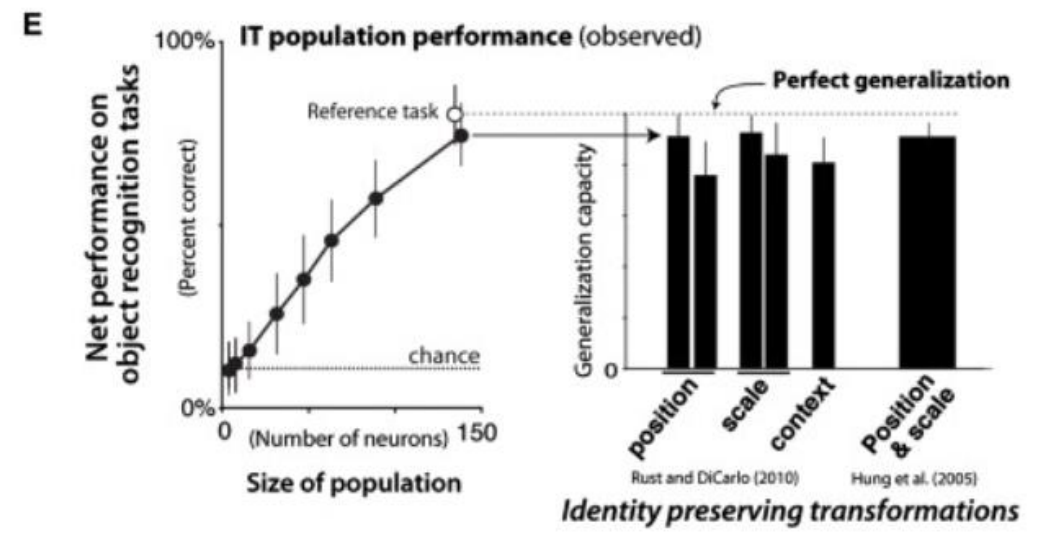 E
100%
IT population performance (observed)
Net performance on
object recognition tasks
(Percent correct)
Reference task
chance
0%
0
(Number of neurons)
150
Size of population
Perfect generalization
Generalization capacity
0
position
scale
context
Position
& scale
Rust and DiCarlo (2010)
Hung et al. (2005)
Identity preserving transformations